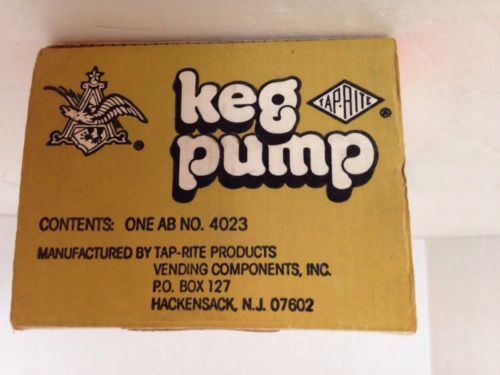 keg
TAP-RITE ®
pump
®
CONTENTS: ONE AB NO. 4023
MANUFACTURED BY TAP-RITE PRODUCTS
VENDING COMPONENTS, INC.
P.O. BOX 127
HACKENSACK, N.J. 07602